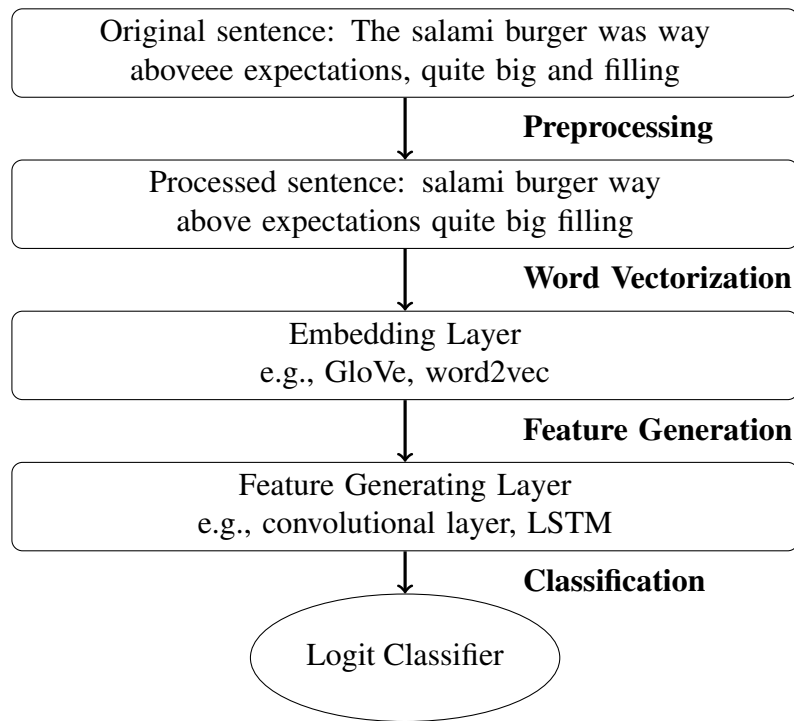 Original sentence: The salami burger was way
aboveee expectations, quite big and filling
Preprocessing
Processed sentence: salami burger way
above expectations quite big filling
Word Vectorization
Embedding Layer
e.g., GloVe, word2vec
Feature Generation
Feature Generating Layer
e.g., convolutional layer, LSTM
Classification
Logit Classifier